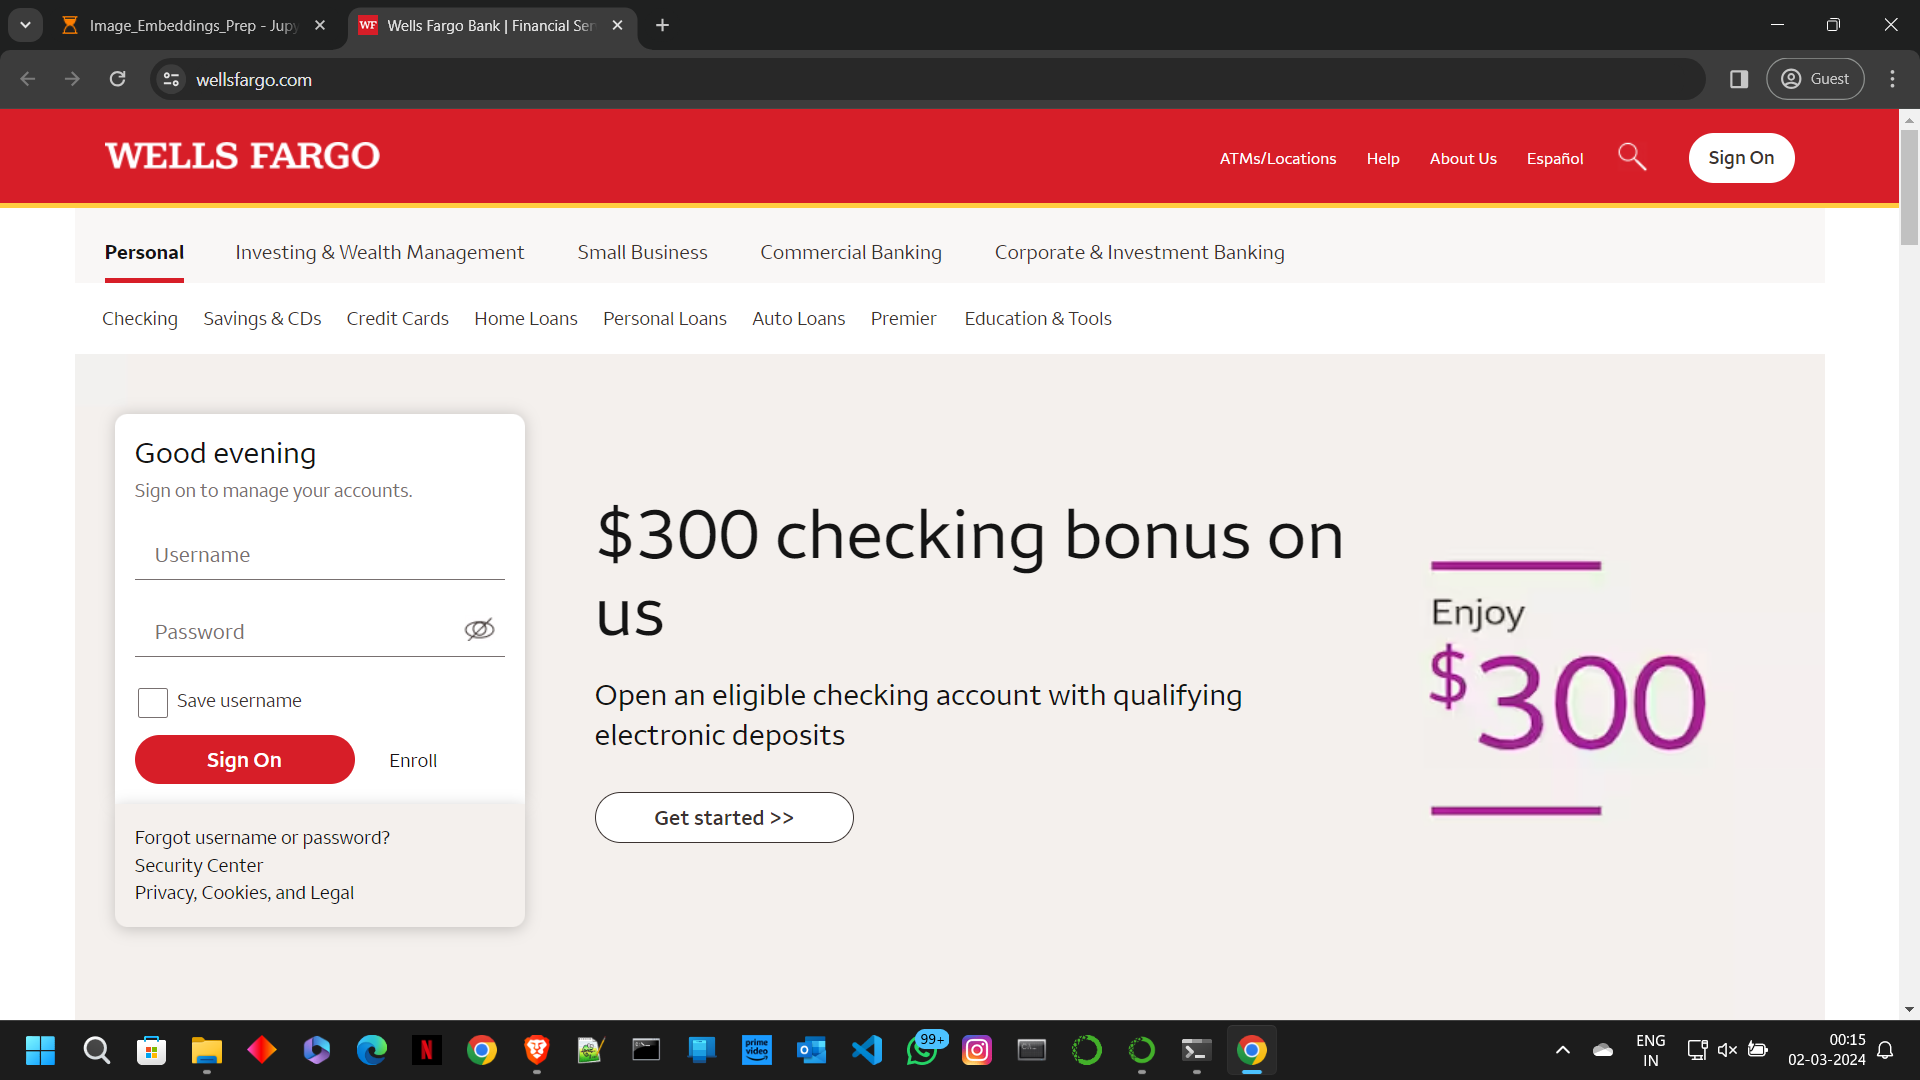 Image_Embeddings_Prep - Jupy
Wells Fargo Bank | Financial Ser
wellsfargo.com
Guest
WELLS FARGO
ATMs/Locations
Help
About Us
Español
Sign On
Personal
Investing & Wealth Management
Small Business
Commercial Banking
Corporate & Investment Banking
Checking
Savings & CDs
Credit Cards
Home Loans
Personal Loans
Auto Loans
Premier
Education & Tools
Good evening
Sign on to manage your accounts.
Username
Password
Save username
Sign On
Enroll
Forgot username or password?
Security Center
Privacy, Cookies, and Legal
$300 checking bonus on
us
Open an eligible checking account with qualifying
electronic deposits
Get started >>
Enjoy
$300
prime
video
99+
ENG
IN
00:15
02-03-2024